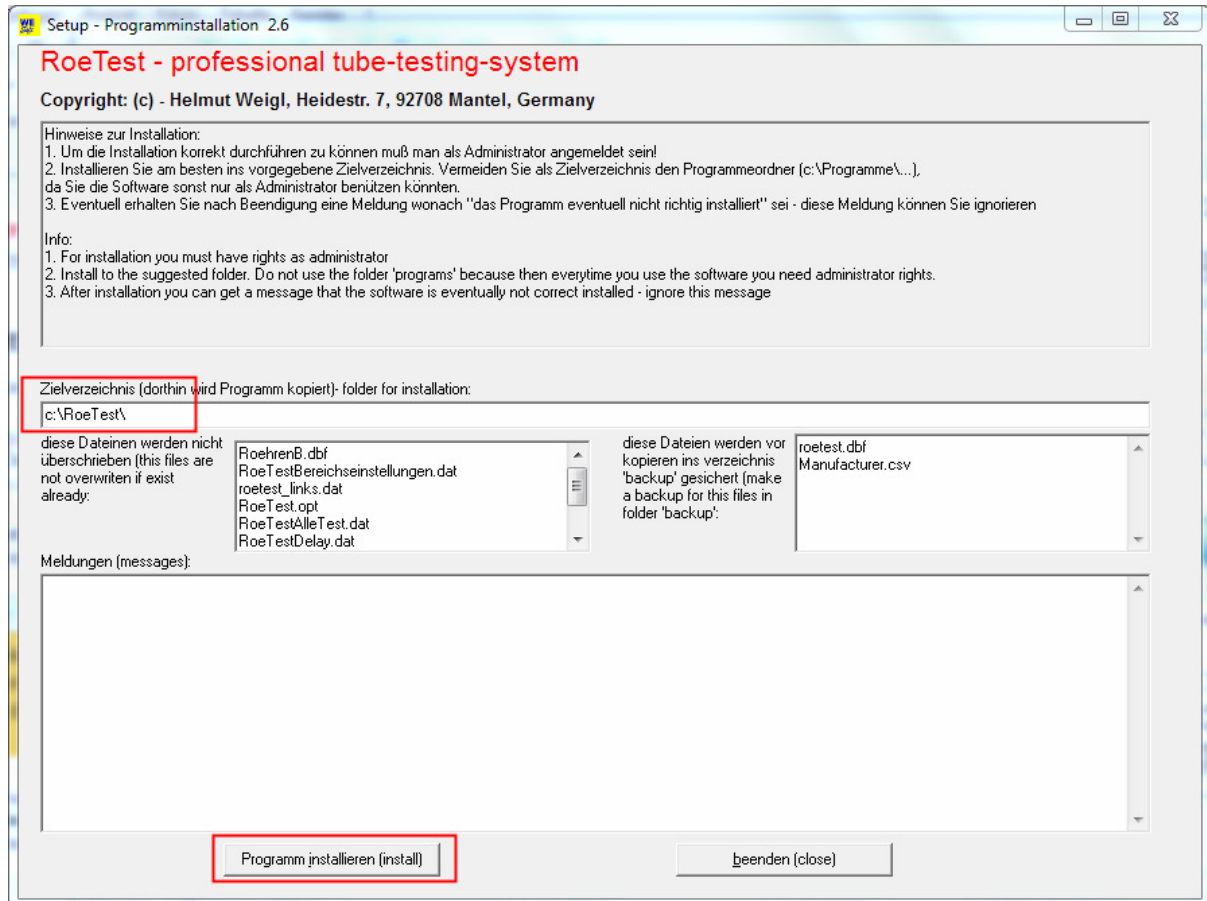 Setup - Programminstallation 2.6
RoeTest - professional tube-testing-system
Copyright: (c) - Helmut Weigl, Heidestr. 7, 92708 Mantel, Germany
Hinweise zur Installation:
1. Um die Installation korrekt durchführen zu können muß man als Administrator angemeldet sein!
2. Installieren Sie am besten ins vorgegebene Zielverzeichnis. Vermeiden Sie als Zielverzeichnis den Programmeordner (c:\Programme\...),
da Sie die Software sonst nur als Administrator benützen könnten.
3. Eventuell erhalten Sie nach Beendigung eine Meldung wonach "das Programm eventuell nicht richtig installiert" sei - diese Meldung können Sie ignorieren
Info:
1. For installation you must have rights as administrator
2. Install to the suggested folder. Do not use the folder 'programs' because then everytime you use the software you need administrator rights.
3. After installation you can get a message that the software is eventually not correct installed - ignore this message
Zielverzeichnis (dorthin wird Programm kopiert)- folder for installation:
c:\RoeTest\
diese Dateinen werden nicht
überschrieben (this files are
not overwriten if exist
already:
RoehrenB.dbf
RoeTestBereichseinstellungen.dat
roetest_links.dat
RoeTest.opt
RoeTestAlleTest.dat
RoeTestDelay.dat
diese Dateien werden vor
kopieren ins verzeichnis
'backup' gesichert (make
a backup for this files in
folder 'backup':
roetest.dbf
Manufacturer.csv
Meldungen (messages):
Programm installieren (install)
beenden (close)